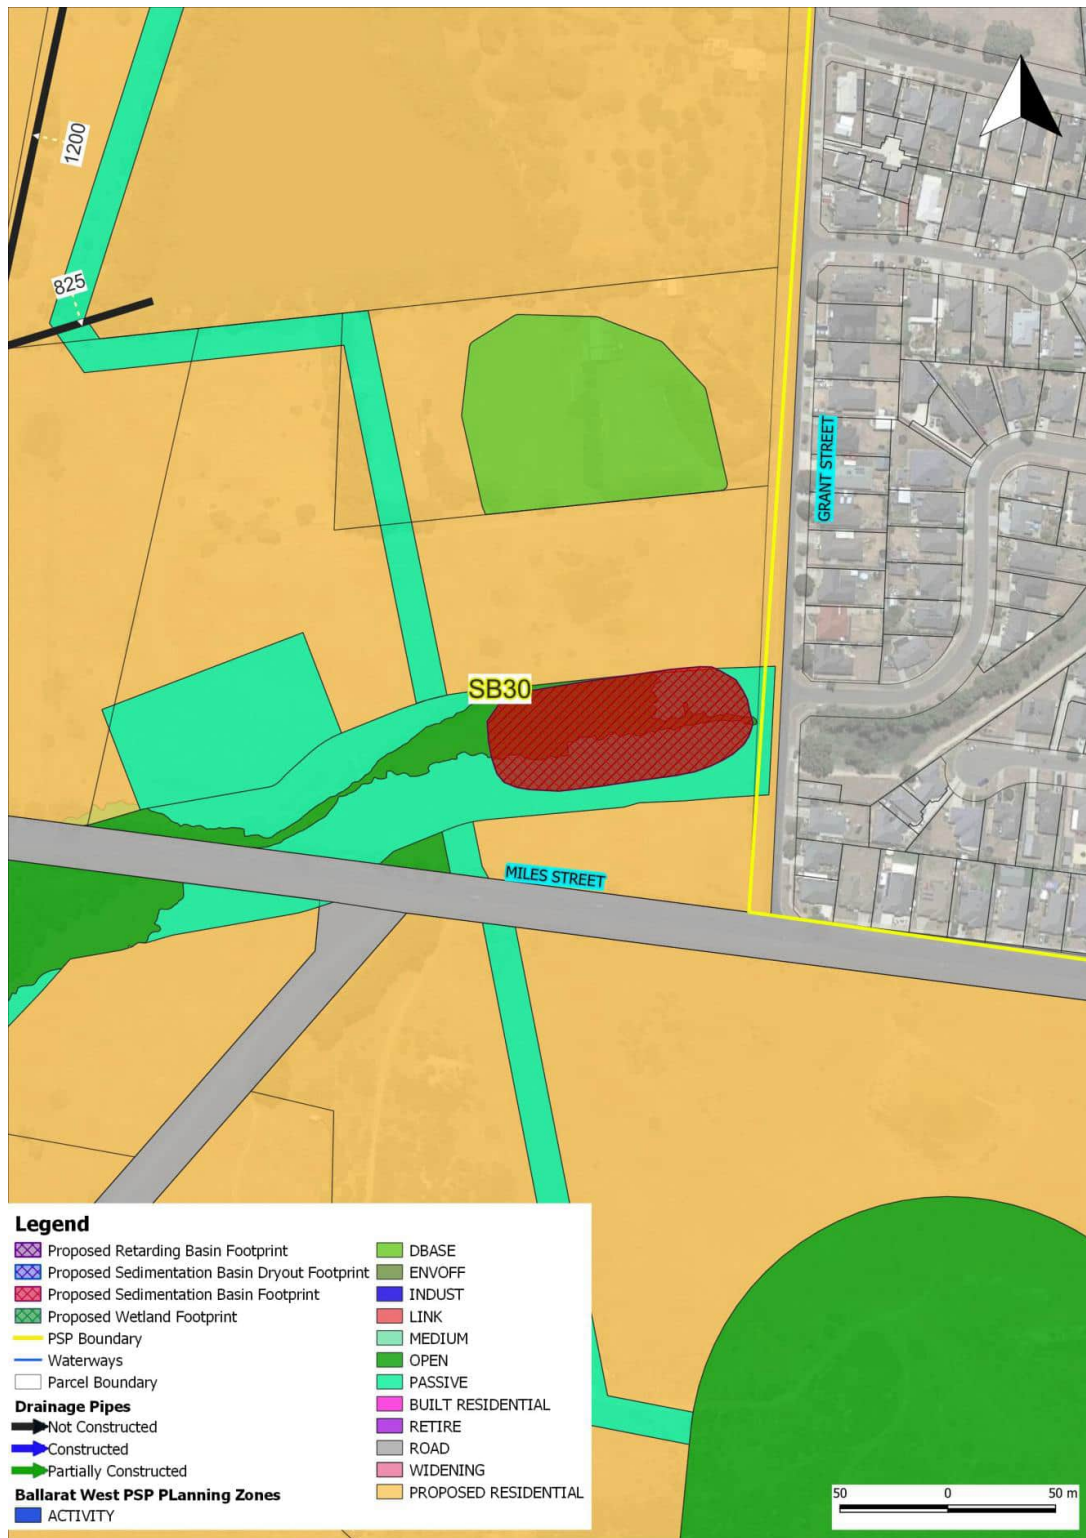 1200
825
GRANT STREET
SB30
MILES STREET
Legend
Proposed Retarding Basin Footprint
Proposed Sedimentation Basin Dryout Footprint
Proposed Sedimentation Basin Footprint
Proposed Wetland Footprint
PSP Boundary
Waterways
Parcel Boundary
Drainage Pipes
Not Constructed
Constructed
Partially Constructed
Ballarat West PSP PLanning Zones
ACTIVITY
DBASE
ENVOFF
INDUST
LINK
MEDIUM
OPEN
PASSIVE
BUILT RESIDENTIAL
RETIRE
ROAD
WIDENING
PROPOSED RESIDENTIAL
50 0 50 m